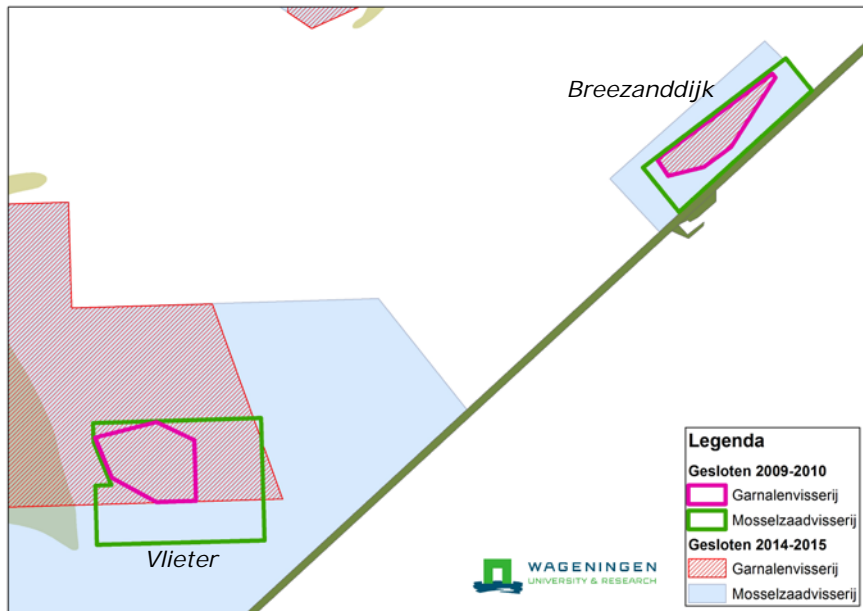 Breezanddijk
Vlieter
WAGENINGEN
UNIVERSITY & RESEARCH
Legenda
Gesloten 2009-2010
Garnalenvisserij
Mosselzaadvisserij
Gesloten 2014-2015
Garnalenvisserij
Mosselzaadvisserij